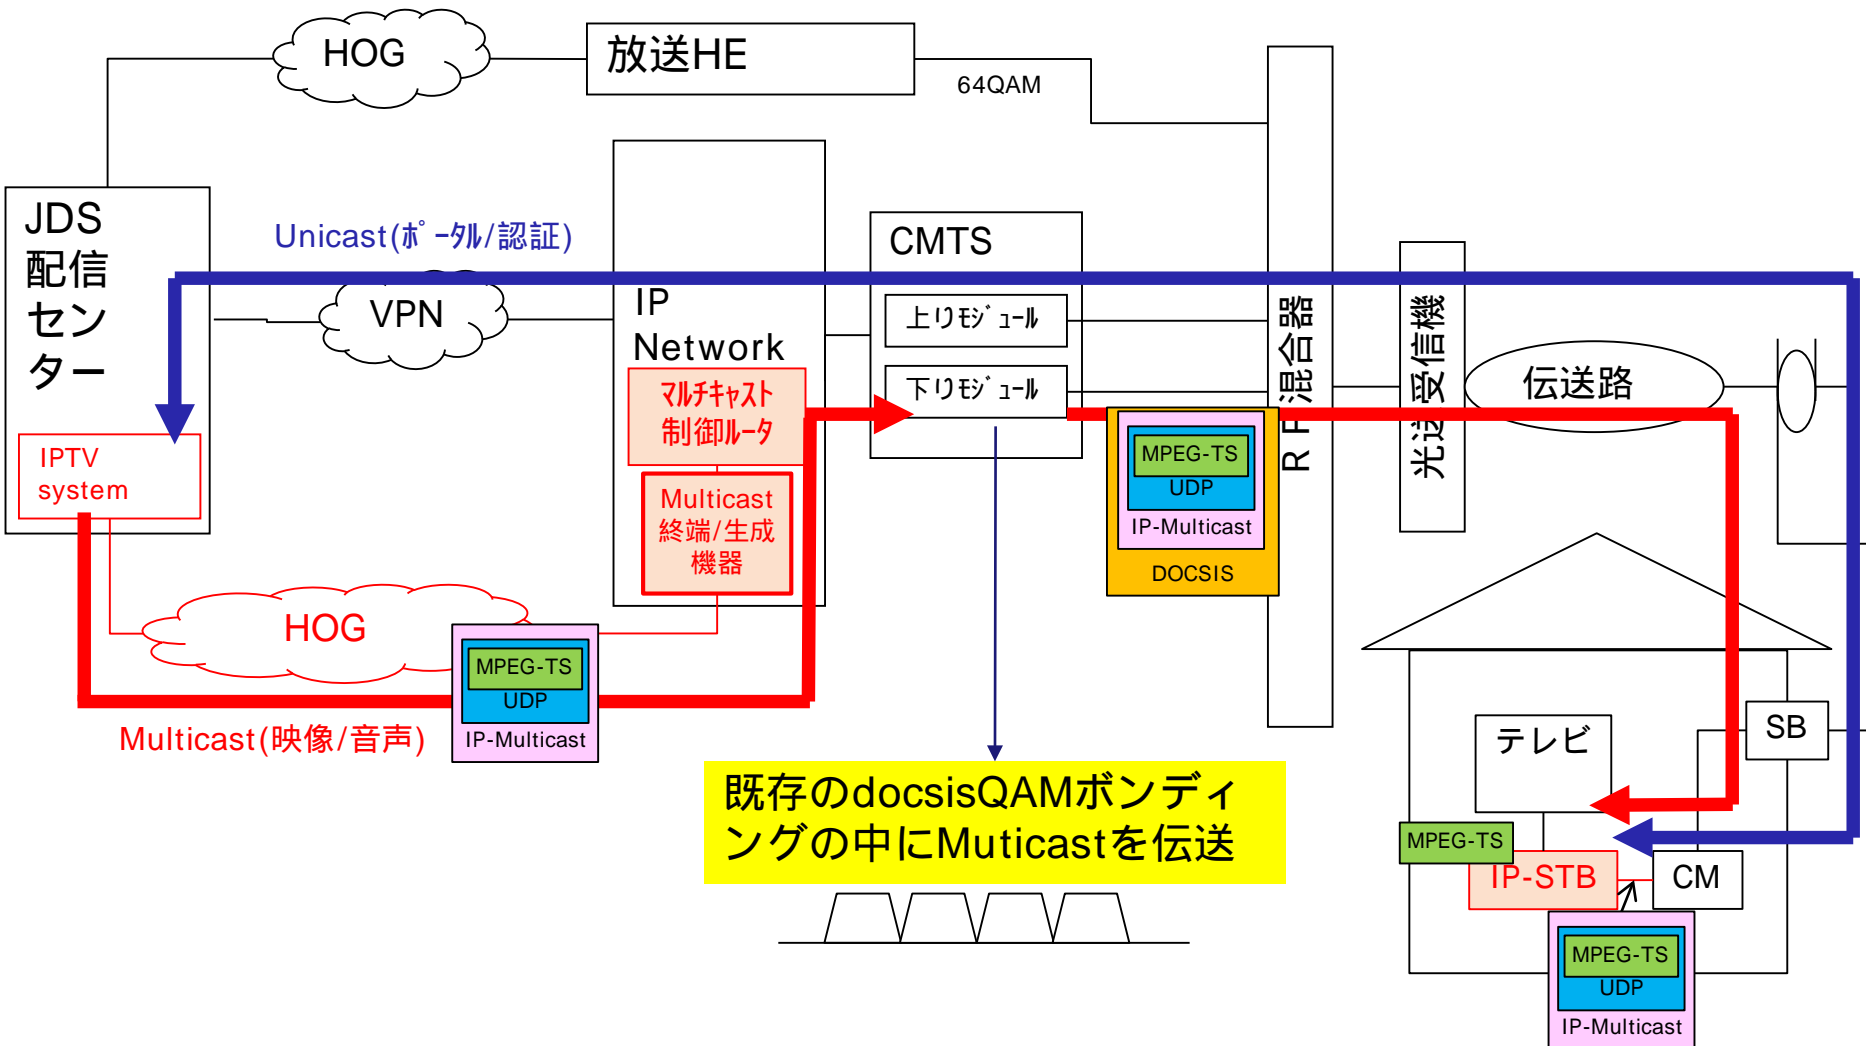 HOG
放送HE
64QAM
JDS
配信
セン
ター
Unicast(ﾎﾟｰﾀﾙ/認証)
VPN
IP
Network
CMTS
上りﾓｼﾞｭｰﾙ
下りﾓｼﾞｭｰﾙ
ＲＦ混合器
光送受信機
伝送路
ﾏﾙﾁｷｬｽﾄ
制御ﾙｰﾀ
Multicast
終端/生成
機器
IPTV
system
MPEG-TS
UDP
IP-Multicast
DOCSIS
HOG
MPEG-TS
UDP
IP-Multicast
Multicast(映像/音声)
既存のdocsisQAMボンディ
ングの中にMuticastを伝送
テレビ
SB
MPEG-TS
IP-STB
CM
MPEG-TS
UDP
IP-Multicast